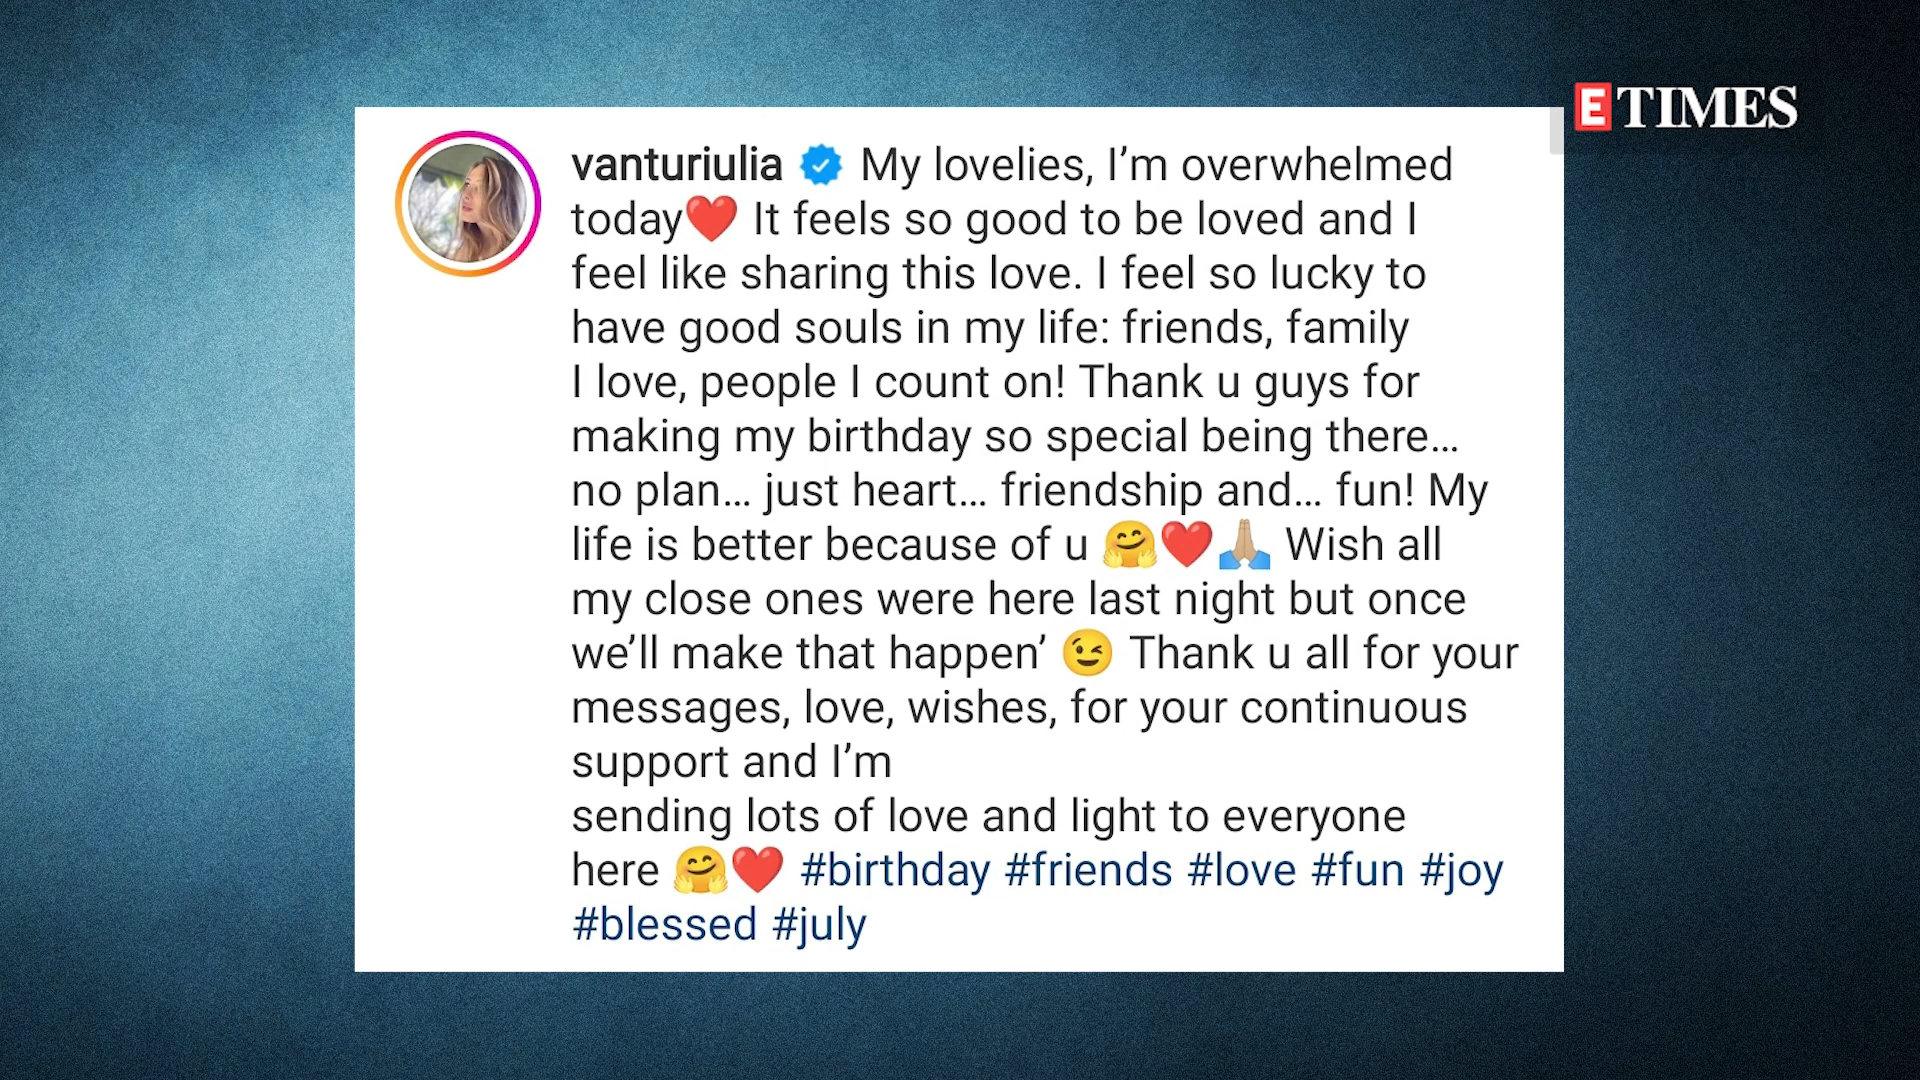 E TIMES
vanturiulia My lovelies, I’m overwhelmed
today❤️ It feels so good to be loved and I
feel like sharing this love. I feel so lucky to
have good souls in my life: friends, family
I love, people I count on! Thank u guys for
making my birthday so special being there…
no plan… just heart… friendship and… fun! My
life is better because of u 🤗❤️🙏🏼 Wish all
my close ones were here last night but once
we’ll make that happen’ 😉 Thank u all for your
messages, love, wishes, for your continuous
support and I’m
sending lots of love and light to everyone
here 🤗❤️ #birthday #friends #love #fun #joy
#blessed #july